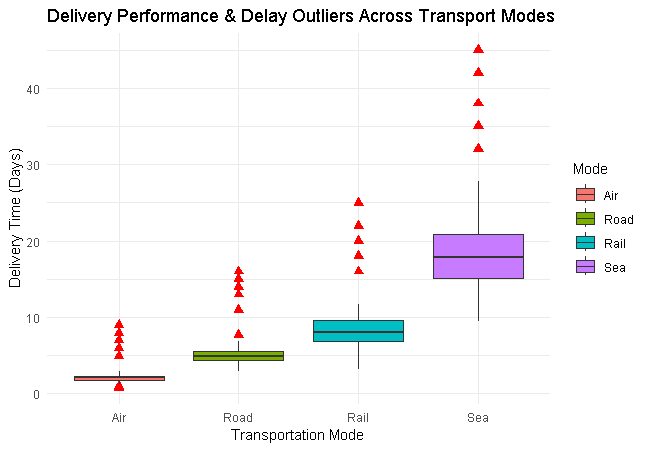 Delivery Performance & Delay Outliers Across Transport Modes
Delivery Time (Days)
40
30
20
10
0
Air
Road
Rail
Sea
Transportation Mode
Mode
Air
Road
Rail
Sea